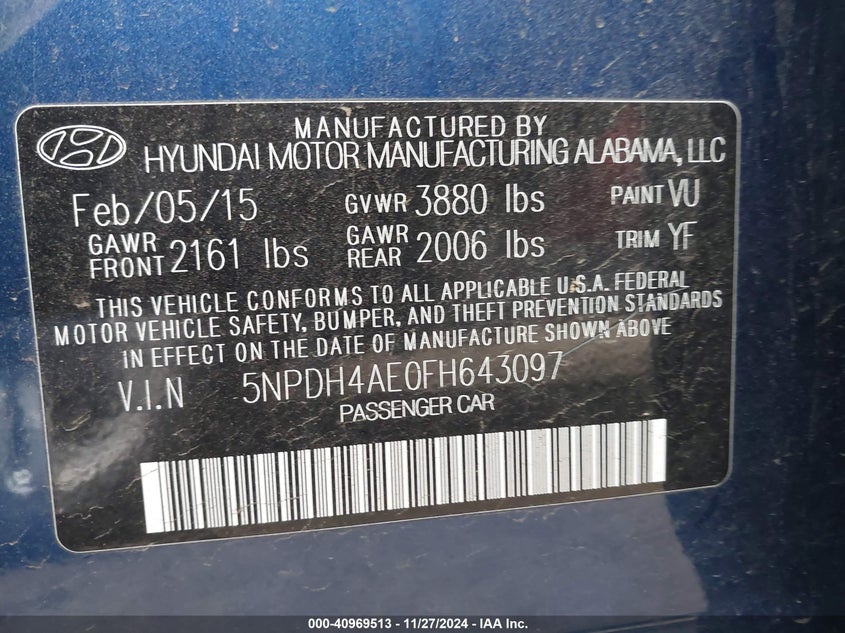 MANUFACTURED BY
HYUNDAI MOTOR MANUFACTURING ALABAMA, LLC
Feb/05/15 GVWR 3880 lbs PAINT VU
GAWR FRONT 2161 lbs GAWR REAR 2006 lbs TRIM YF
THIS VEHICLE CONFORMS TO ALL APPLICABLE U.S.A. FEDERAL
MOTOR VEHICLE SAFETY, BUMPER, AND THEFT PREVENTION STANDARDS
IN EFFECT ON THE DATE OF MANUFACTURE SHOWN ABOVE
V.I.N 5NPDH4AE0FH643097
PASSENGER CAR
000-40969513 - 11/27/2024 - IAA Inc.